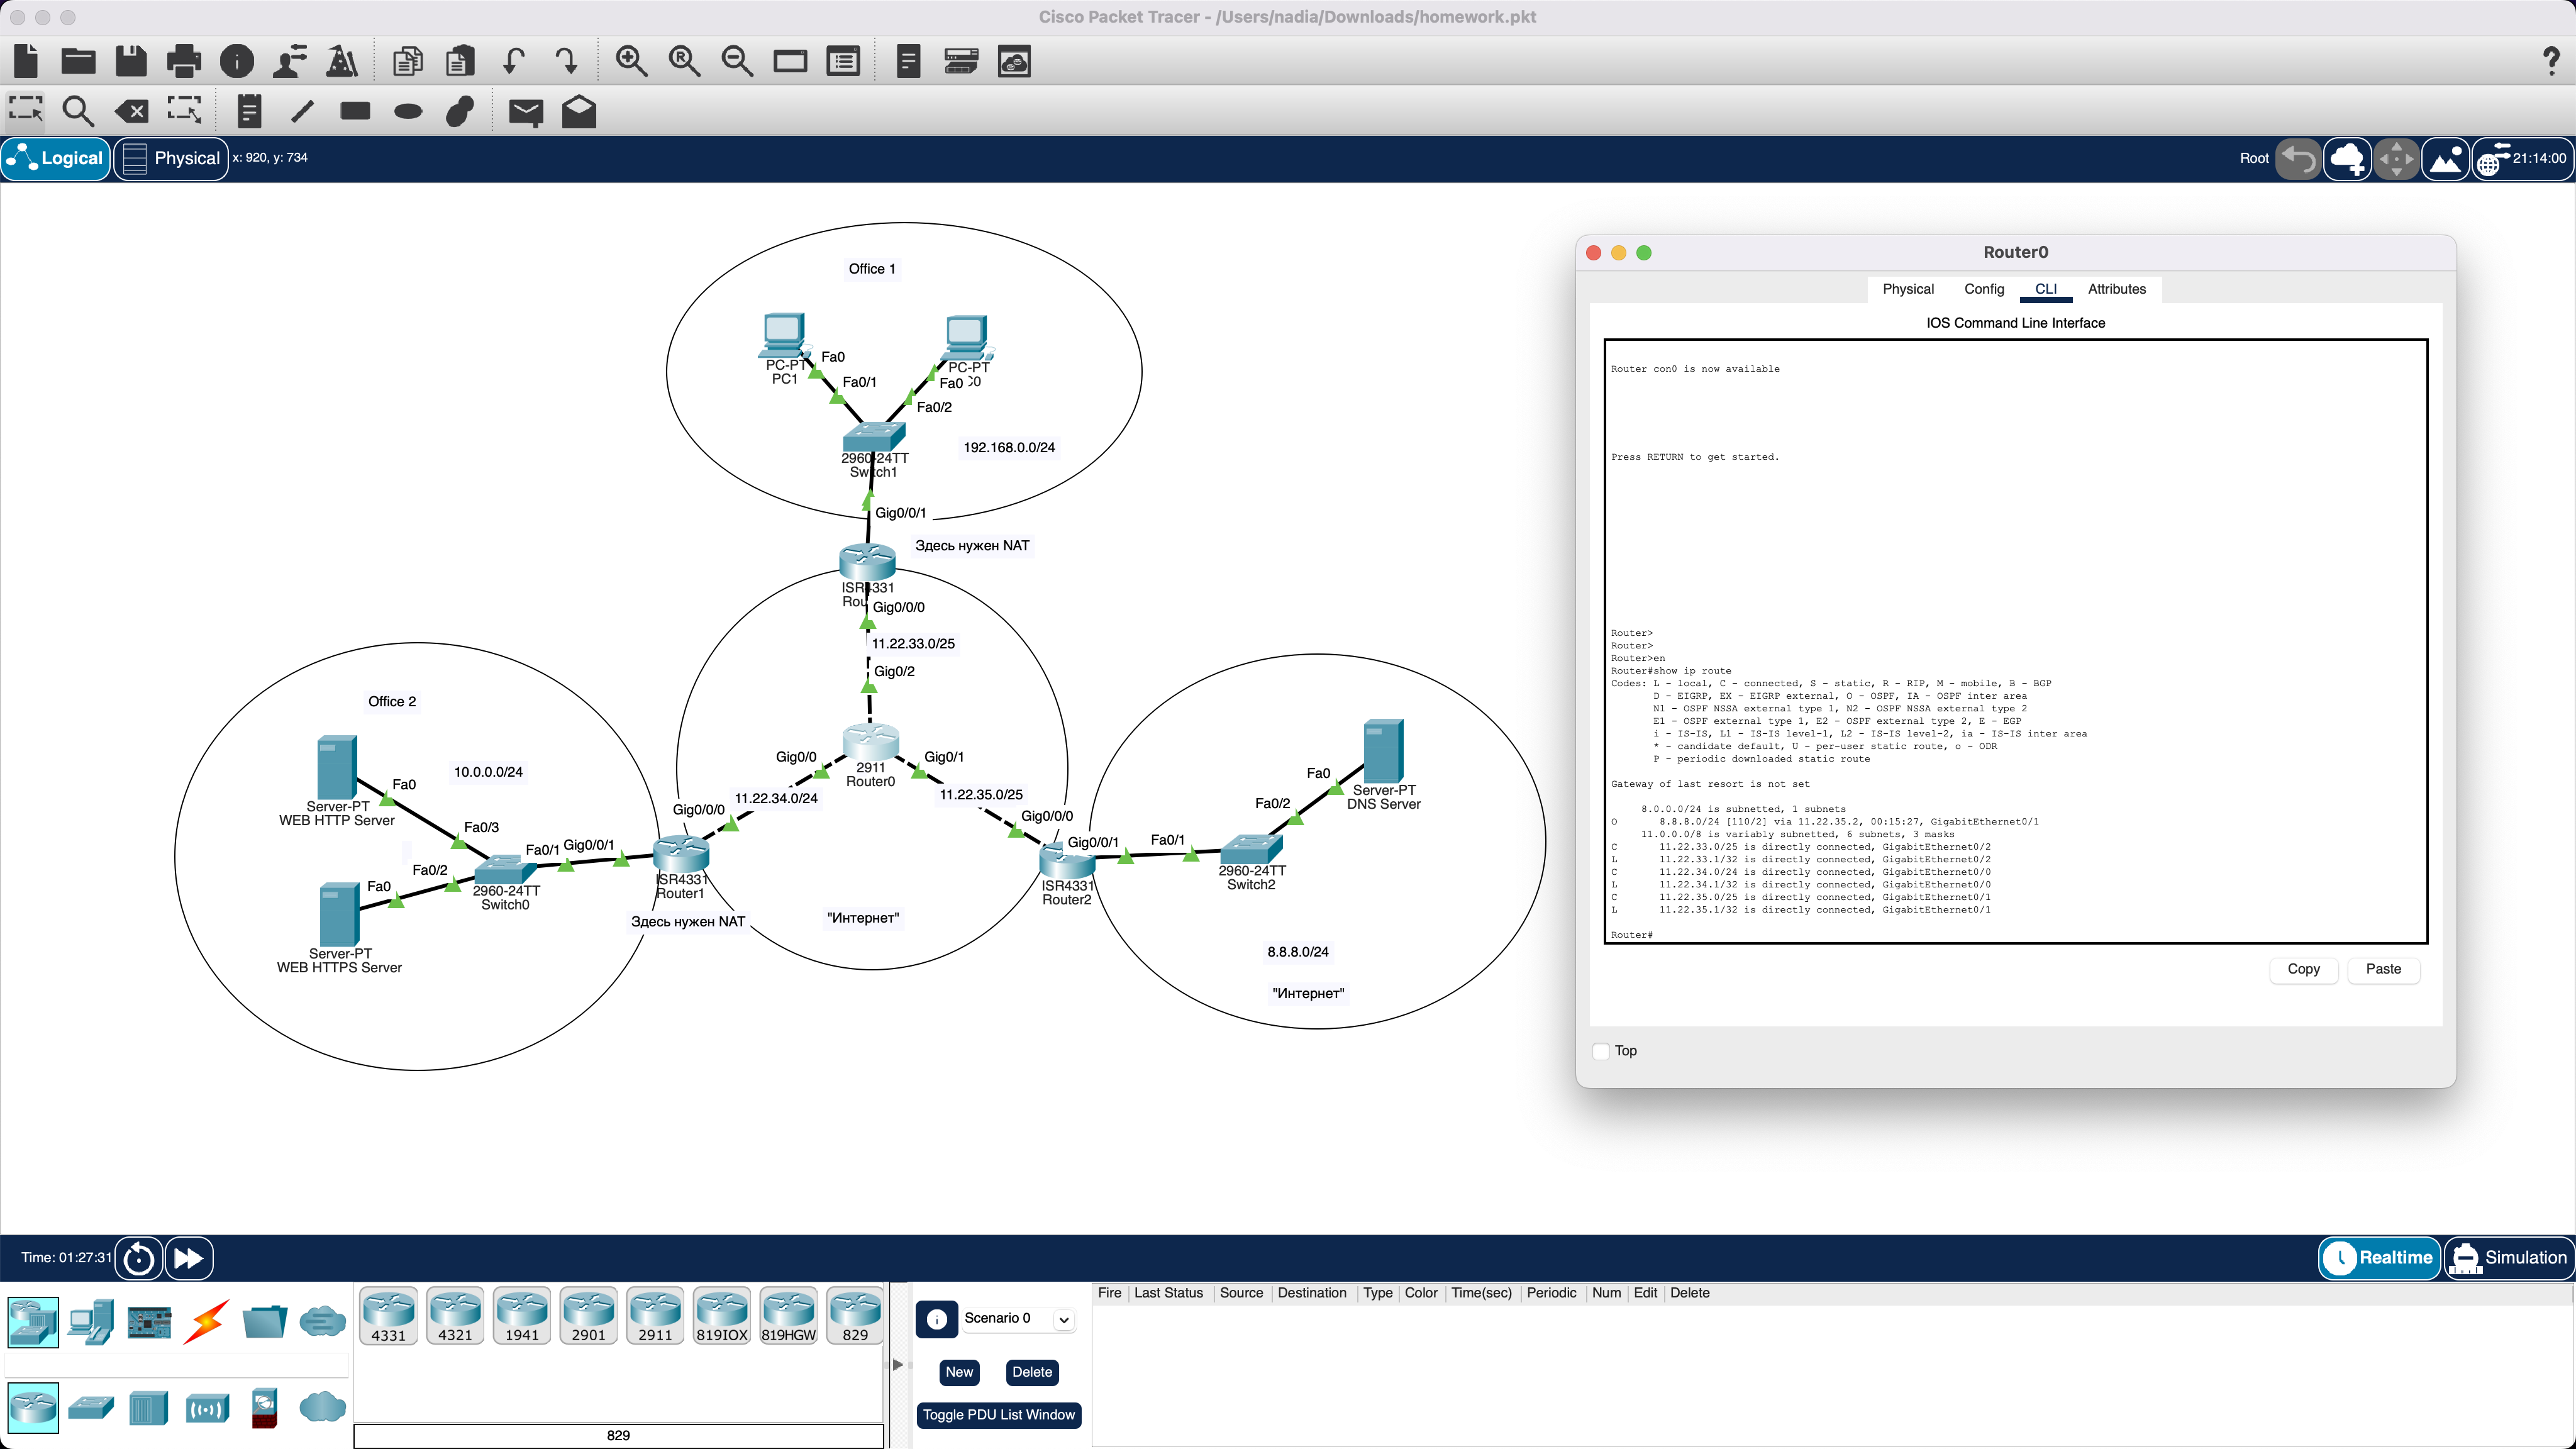 Cisco Packet Tracer - /Users/nadia/Downloads/homework.pkt
Logical
Physical
x: 920, y: 734
Root
21:14:00
Office 1
PC-PT
PC1
Fa0
Fa0/1
PC-PT
Fa0
Fa0/2
192.168.0.0/24
2960-24TT
Switch1
Gig0/0/1
Здесь нужен NAT
ISR4331
Gig0/0/0
11.22.33.0/25
Gig0/2
Gig0/0
Gig0/1
2911
Router0
11.22.34.0/24
11.22.35.0/25
Gig0/0/0
Gig0/0/0
"Интернет"
Office 2
10.0.0.0/24
Fa0
Server-PT
WEB HTTP Server
Fa0/3
Fa0/1
Gig0/0/1
Fa0/2
Fa0
2960-24TT
Switch0
ISR4331
Router1
Здесь нужен NAT
Server-PT
WEB HTTPS Server
Gig0/0/1
Fa0/1
ISR4331
Router2
2960-24TT
Switch2
Fa0/2
Fa0
Server-PT
DNS Server
8.8.8.0/24
"Интернет"
Router0
Physical
Config
CLI
Attributes
IOS Command Line Interface
Router con0 is now available
Press RETURN to get started.
Router>
Router>
Router>en
Router#show ip route
Codes: L - local, C - connected, S - static, R - RIP, M - mobile, B - BGP
D - EIGRP, EX - EIGRP external, O - OSPF, IA - OSPF inter area
N1 - OSPF NSSA external type 1, N2 - OSPF NSSA external type 2
E1 - OSPF external type 1, E2 - OSPF external type 2, E - EGP
i - IS-IS, L1 - IS-IS level-1, L2 - IS-IS level-2, ia - IS-IS inter area
* - candidate default, U - per-user static route, o - ODR
P - periodic downloaded static route
Gateway of last resort is not set
8.0.0.0/24 is subnetted, 1 subnets
O 8.8.8.0/24 [110/2] via 11.22.35.2, 00:15:27, GigabitEthernet0/1
11.0.0.0/8 is variably subnetted, 6 subnets, 3 masks
C 11.22.33.0/25 is directly connected, GigabitEthernet0/2
L 11.22.33.1/32 is directly connected, GigabitEthernet0/2
C 11.22.34.0/24 is directly connected, GigabitEthernet0/0
L 11.22.34.1/32 is directly connected, GigabitEthernet0/0
C 11.22.35.0/25 is directly connected, GigabitEthernet0/1
L 11.22.35.1/32 is directly connected, GigabitEthernet0/1
Router#
Copy
Paste
Top
Time: 01:27:31
Realtime
Simulation
4331
4321
1941
2901
2911
819IOX
819HGW
829
829
Scenario 0
New
Delete
Toggle PDU List Window
Fire
Last Status
Source
Destination
Type
Color
Time(sec)
Periodic
Num
Edit
Delete